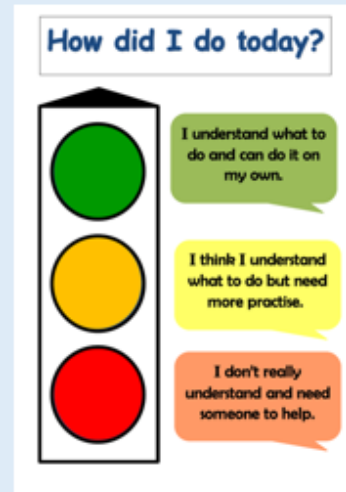 How did I do today?
I understand what to
do and can do it on
my own.
I think I understand
what to do but need
more practise.
I don't really
understand and need
someone to help.